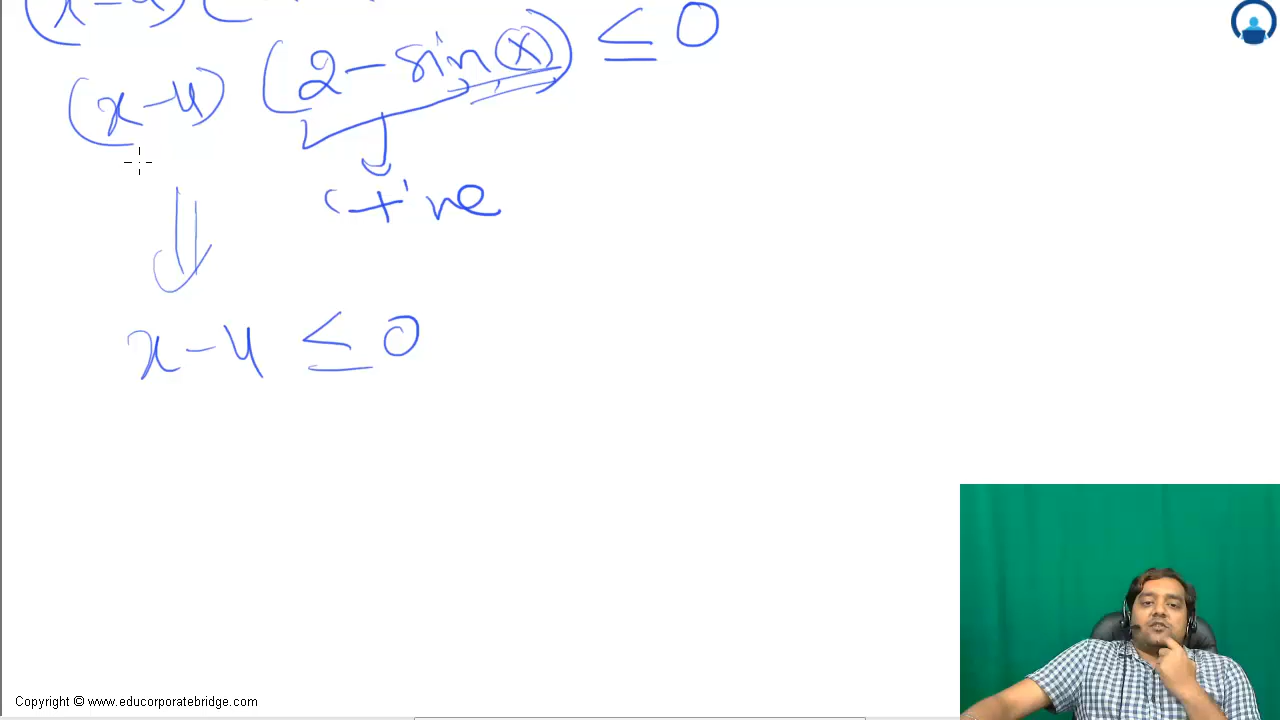 (x-4) (2-sin(x)) ≤ 0
(+'ve
x-4 ≤ 0
Copyright © www.educorporatebridge.com